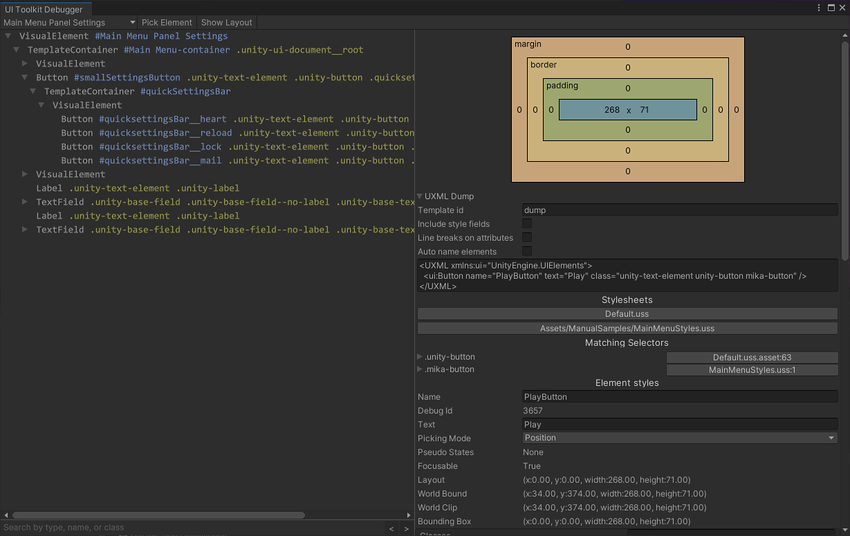 UI Toolkit Debugger
Main Menu Panel Settings Pick Element Show Layout
VisualElement #Main Menu Panel Settings
TemplateContainer #Main Menu-container .unity-ui-document__root
VisualElement
Button #smallSettingsButton .unity-text-element .unity-button .quickset
TemplateContainer #quickSettingsBar
VisualElement
Button #quicksettingsBar__heart .unity-text-element .unity-button
Button #quicksettingsBar__reload .unity-text-element .unity-button
Button #quicksettingsBar__lock .unity-text-element .unity-button .
Button #quicksettingsBar__mail .unity-text-element .unity-button .
VisualElement
Label .unity-text-element .unity-label
TextField .unity-base-field .unity-base-field--no-label .unity-base-tex
Label .unity-text-element .unity-label
TextField .unity-base-field .unity-base-field--no-label .unity-base-tex
Search by type, name, or class < >
margin
0
border
0
padding
0
0 0 0 268 x 71 0 0 0
0
0
0
UXML Dump
Template id dump
Include style fields
Line breaks on attributes
Auto name elements
<UXML xmlns:ui="UnityEngine.UIElements">
<ui:Button name="PlayButton" text="Play" class="unity-text-element unity-button mika-button" />
</UXML>
Stylesheets
Default.uss
Assets/ManualSamples/MainMenuStyles.uss
Matching Selectors
.unity-button Default.uss.asset:63
.mika-button MainMenuStyles.uss:1
Element styles
Name PlayButton
Debug Id 3657
Text Play
Picking Mode Position
Pseudo States None
Focusable True
Layout (x:0.00, y:0.00, width:268.00, height:71.00)
World Bound (x:34.00, y:374.00, width:268.00, height:71.00)
World Clip (x:34.00, y:374.00, width:268.00, height:71.00)
Bounding Box (x:0.00, y:0.00, width:268.00, height:71.00)